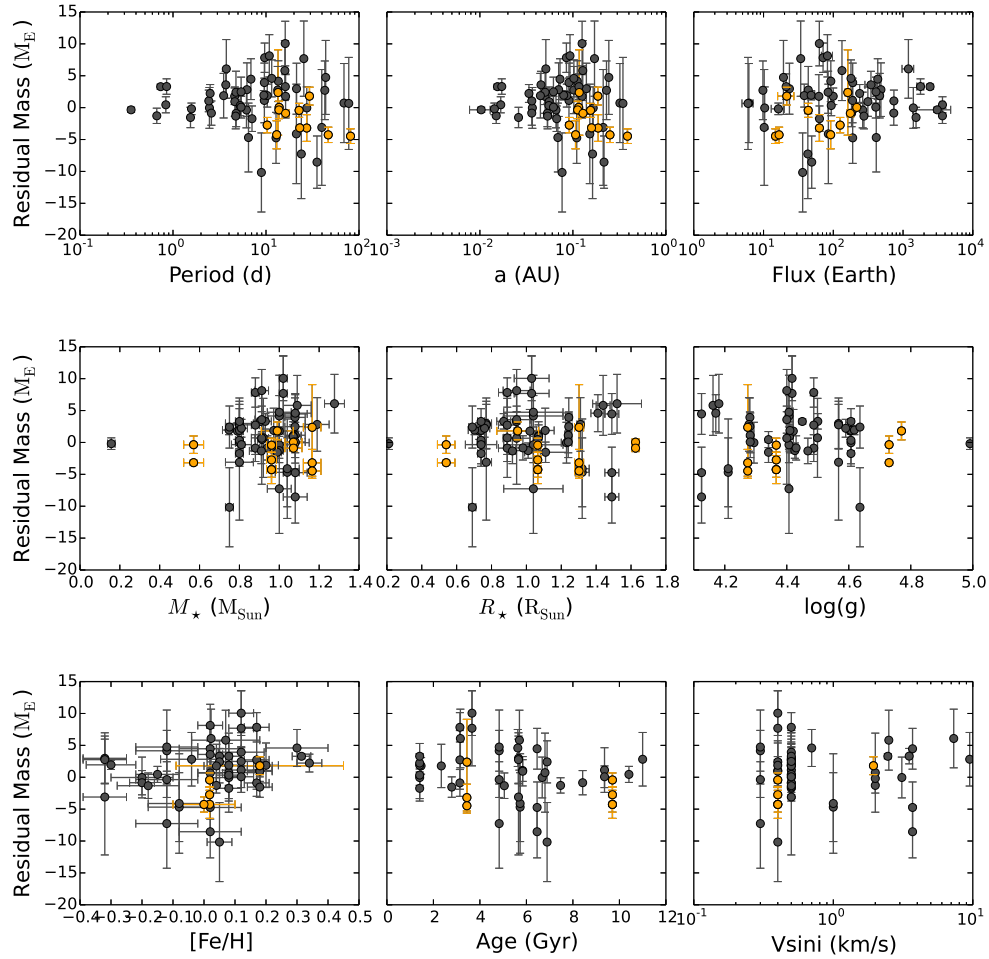 15
10
5
0
−5
−10
−15
−20
Residual Mass (M_E)
10^-1 10^0 10^1 10^2
Period (d)
10^-3 10^-2 10^-1 10^0
a (AU)
10^0 10^1 10^2 10^3 10^4
Flux (Earth)
15
10
5
0
−5
−10
−15
−20
Residual Mass (M_E)
0.0 0.2 0.4 0.6 0.8 1.0 1.2 1.4
M⋆ (M_Sun)
0.2 0.4 0.6 0.8 1.0 1.2 1.4 1.6 1.8
R⋆ (R_Sun)
4.2 4.4 4.6 4.8 5.0
log(g)
15
10
5
0
−5
−10
−15
−20
Residual Mass (M_E)
−0.4 −0.3 −0.2 −0.1 0.0 0.1 0.2 0.3 0.4 0.5
[Fe/H]
0 2 4 6 8 10 12
Age (Gyr)
10^-1 10^0 10^1
Vsini (km/s)